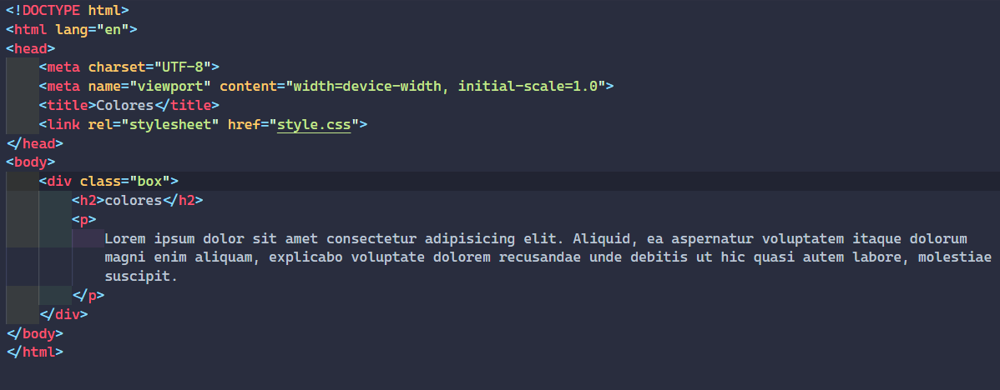 <!DOCTYPE html>
<html lang="en">
<head>
    <meta charset="UTF-8">
    <meta name="viewport" content="width=device-width, initial-scale=1.0">
    <title>Colores</title>
    <link rel="stylesheet" href="style.css">
</head>
<body>
    <div class="box">
        <h2>colores</h2>
        <p>
            Lorem ipsum dolor sit amet consectetur adipisicing elit. Aliquid, ea aspernatur voluptatem itaque dolorum
            magni enim aliquam, explicabo voluptate dolorem recusandae unde debitis ut hic quasi autem labore, molestiae
            suscipit.
        </p>
    </div>
</body>
</html>